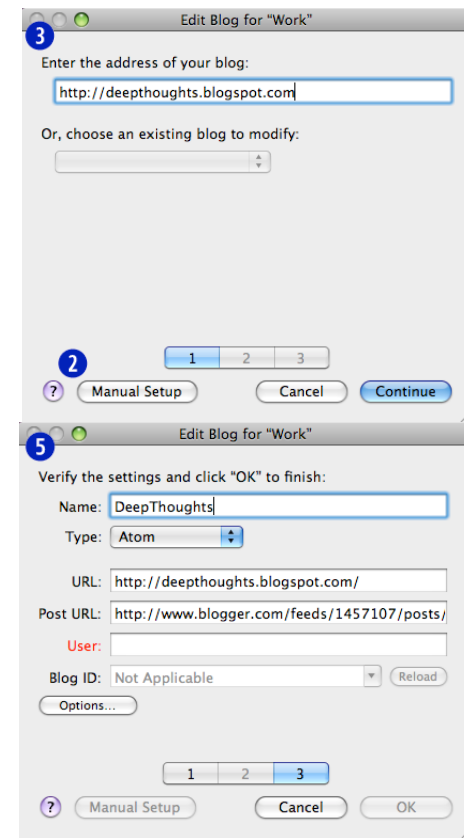 Edit Blog for "Work"
3
Enter the address of your blog:
http://deepthoughts.blogspot.com
Or, choose an existing blog to modify:
1 2 3
2
? Manual Setup Cancel Continue
Edit Blog for "Work"
5
Verify the settings and click "OK" to finish:
Name: DeepThoughts
Type: Atom
URL: http://deepthoughts.blogspot.com/
Post URL: http://www.blogger.com/feeds/1457107/posts/
User:
Blog ID: Not Applicable Reload
Options...
1 2 3
? Manual Setup Cancel OK